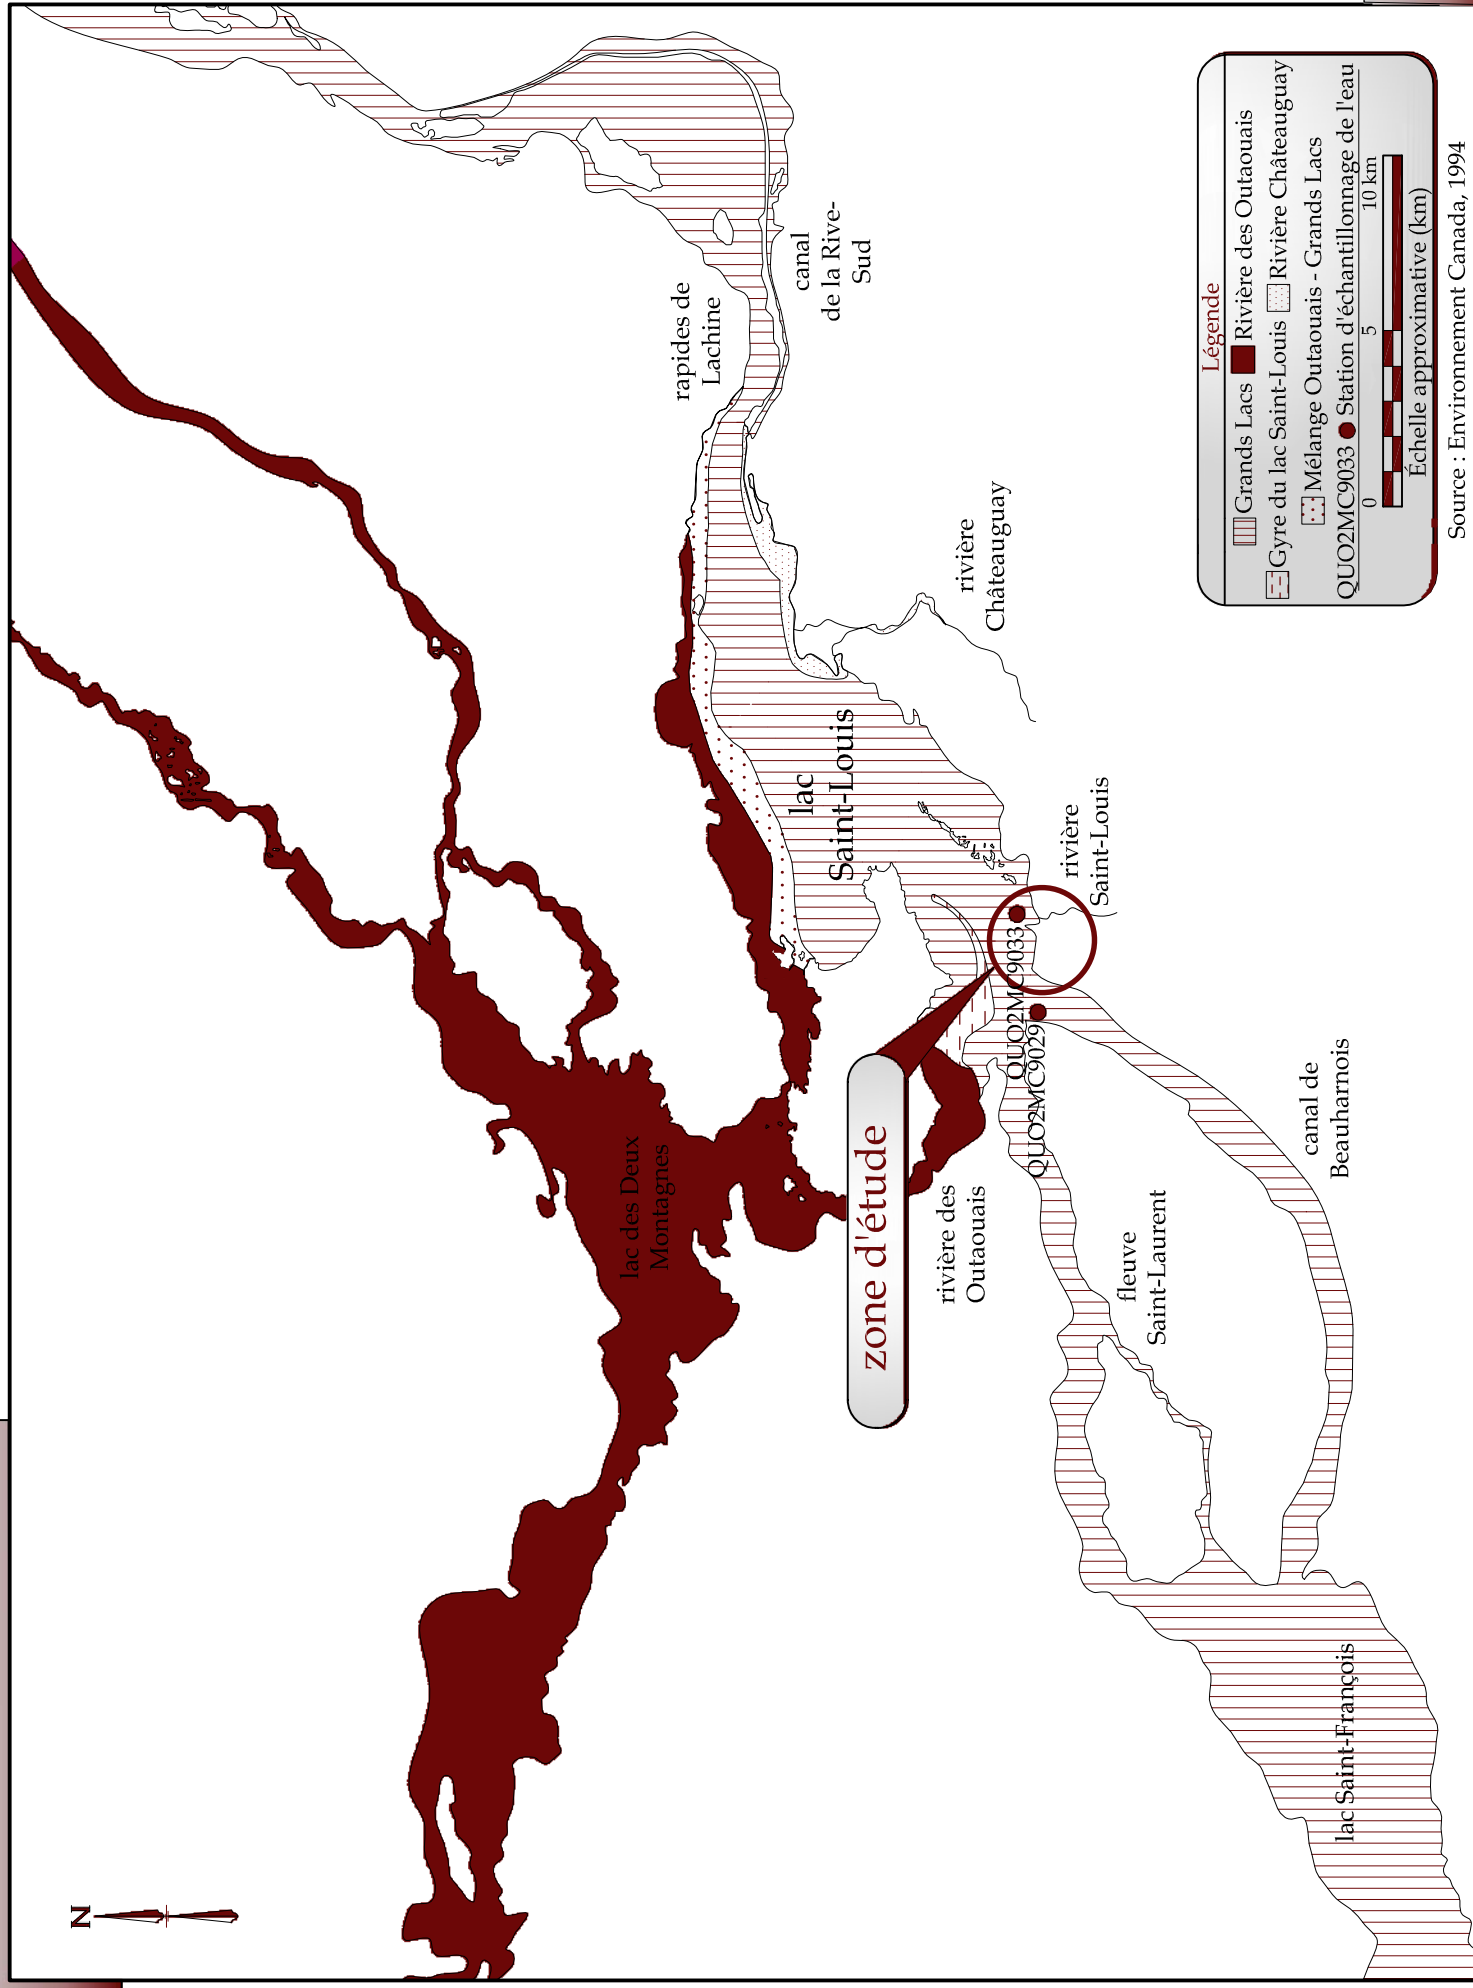 N
lac des Deux
Montagnes
rapides de
Lachine
canal
de la Rive-
Sud
lac
Saint-Louis
rivière
Châteauguay
zone d'étude
rivière des
Outaouais
QUO2MC9033
QUO2MC9029
rivière
Saint-Louis
fleuve
Saint-Laurent
canal de
Beauharnois
lac Saint-François
Légende
Grands Lacs Rivière des Outaouais
Gyre du lac Saint-Louis Rivière Châteauguay
Mélange Outaouais - Grands Lacs
QUO2MC9033 Station d'échantillonnage de l'eau
0 5 10 km
Échelle approximative (km)
Source : Environnement Canada, 1994